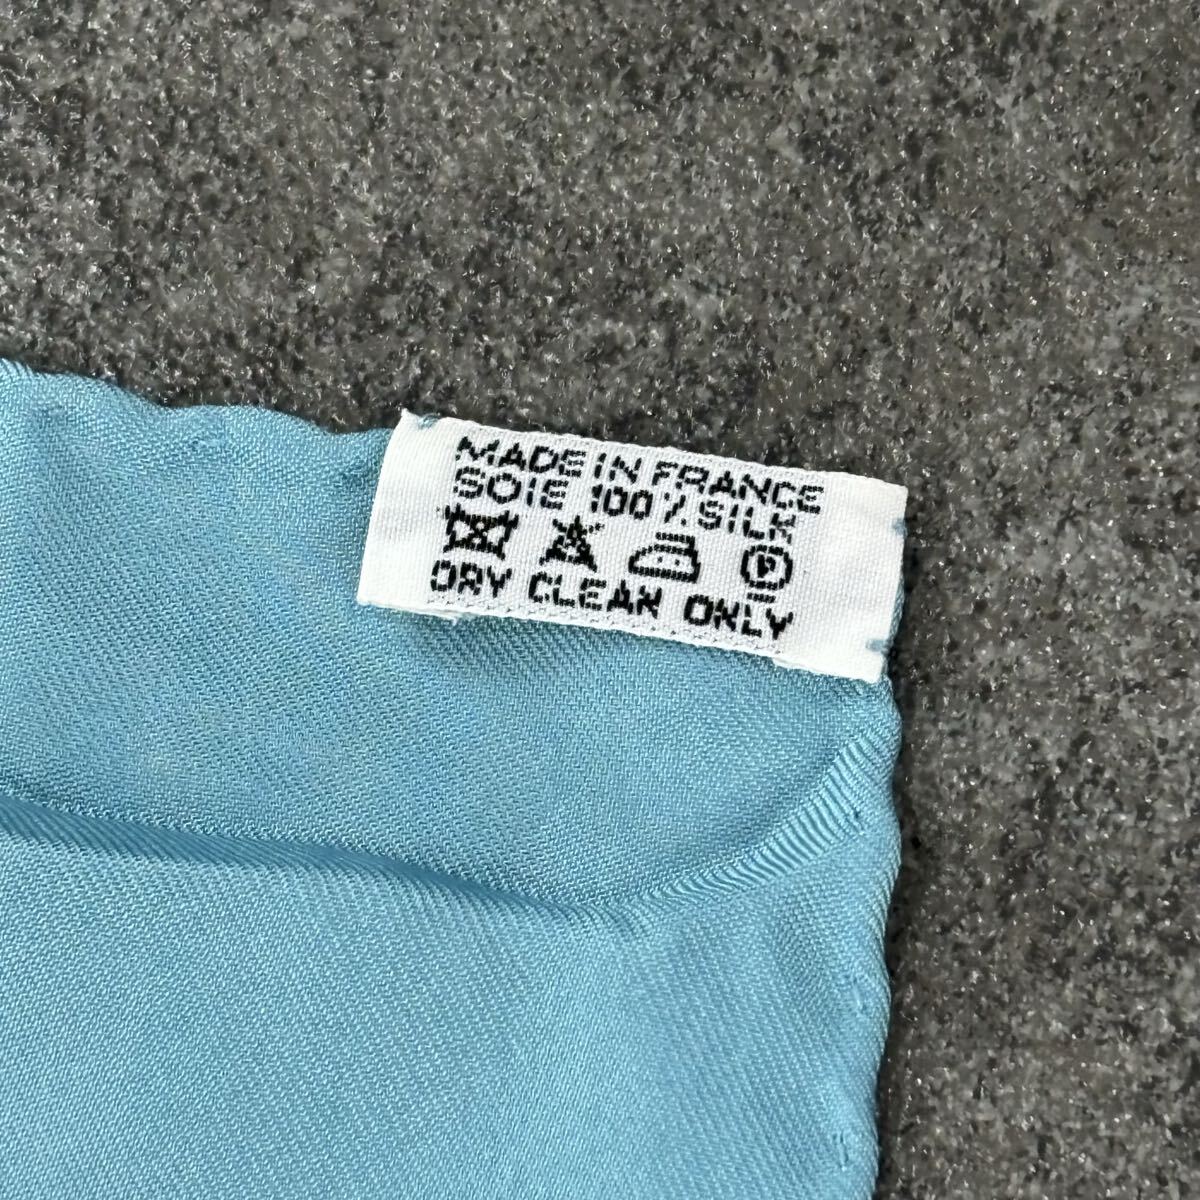 MADE IN FRANCE
SOIE 100% SILK
P
DRY CLEAN ONLY